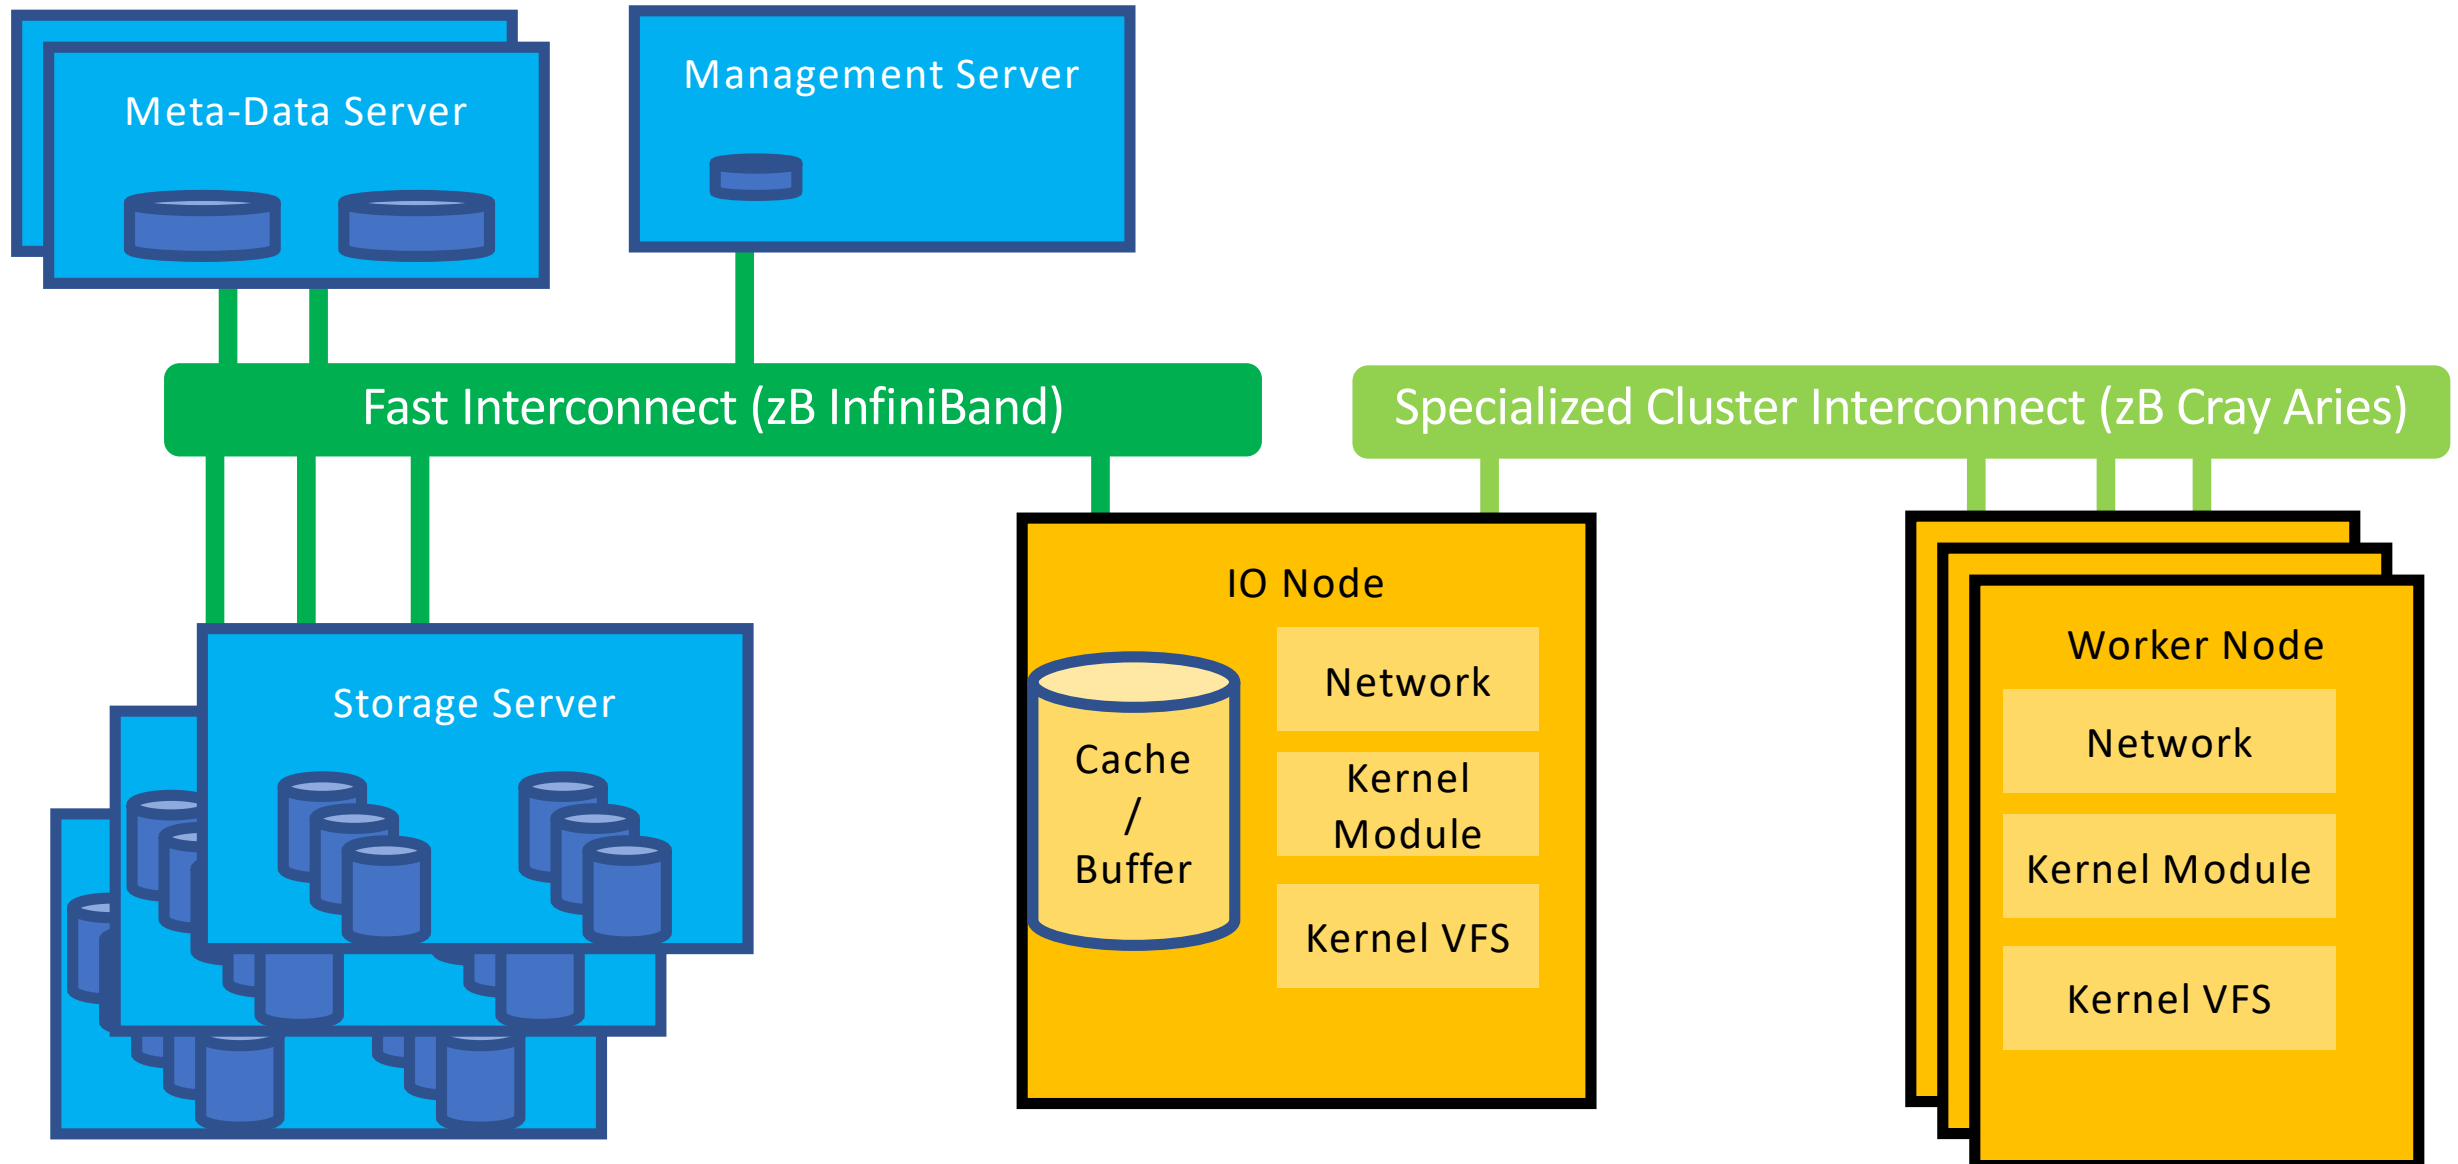 Meta-Data Server
Management Server
Fast Interconnect (zB InfiniBand)
Specialized Cluster Interconnect (zB Cray Aries)
Storage Server
IO Node
Cache
/
Buffer
Network
Kernel
Module
Kernel VFS
Worker Node
Network
Kernel Module
Kernel VFS